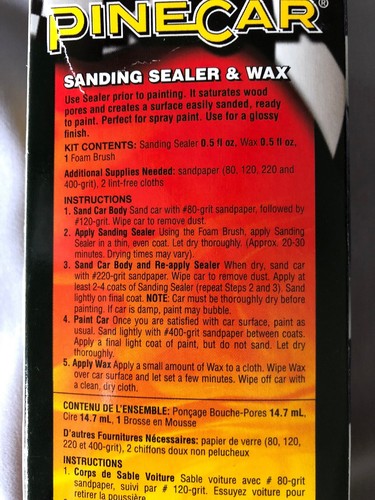 PINECAR®
SANDING SEALER & WAX
Use Sealer prior to painting. It saturates wood
pores and creates a surface easily sanded, ready
to paint. Perfect for spray paint. Use for a glossy
finish.
KIT CONTENTS: Sanding Sealer 0.5 fl oz, Wax 0.5 fl oz,
1 Foam Brush
Additional Supplies Needed: sandpaper (80, 120, 220 and
400-grit), 2 lint-free cloths
INSTRUCTIONS
1. Sand Car Body Sand car with #80-grit sandpaper, followed by
#120-grit. Wipe car to remove dust.
2. Apply Sanding Sealer Using the Foam Brush, apply Sanding
Sealer in a thin, even coat. Let dry thoroughly. (Approx. 20-30
minutes. Drying times may vary).
3. Sand Car Body and Re-apply Sealer When dry, sand car
with #220-grit sandpaper. Wipe car to remove dust. Apply at
least 2-4 coats of Sanding Sealer (repeat Steps 2 and 3). Sand
lightly on final coat. NOTE: Car must be thoroughly dry before
painting. If car is damp, paint may bubble.
4. Paint Car Once you are satisfied with car surface, paint as
usual. Sand lightly with #400-grit sandpaper between coats.
Apply a final light coat of paint, but do not sand. Let dry
thoroughly.
5. Apply Wax Apply a small amount of Wax to a cloth. Wipe Wax
over car surface and let set a few minutes. Wipe off car with
a clean, dry cloth.
CONTENU DE L'ENSEMBLE: Ponçage Bouche-Pores 14.7 mL,
Cire 14.7 mL, 1 Brosse en Mousse
D'autres Fournitures Nécessaires: papier de verre (80, 120,
220 et 400-grit), 2 chiffons doux non pelucheux
INSTRUCTIONS
1. Corps de Sable Voiture Sable voiture avec # 80-grit
sandpaper, suivi par # 120-grit. Essuyez voiture pour
retirer la poussière.